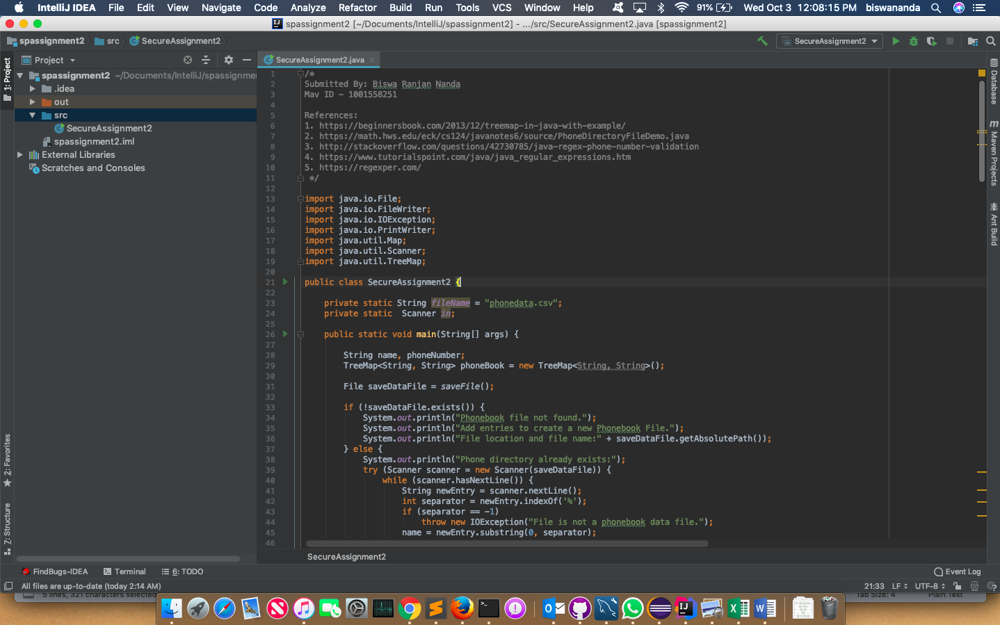 IntelliJ IDEA File Edit View Navigate Code Analyze Refactor Build Run Tools VCS Window Help 91% Wed Oct 3 12:08:15 PM biswananda
spassignment2 [~/Documents/IntelliJ/spassignment2] - .../src/SecureAssignment2.java [spassignment2]
spassignment2 src SecureAssignment2 SecureAssignment2
Project SecureAssignment2.java
1: Project
spassignment2 ~/Documents/IntelliJ/spassignmer
.idea
out
src
SecureAssignment2
spassignment2.iml
External Libraries
Scratches and Consoles
2: Favorites
Z: Structure
1 /*
2 Submitted By: Biswa Ranjan Nanda
3 Mav ID - 1001558251
4
5 References:
6 1. https://beginnersbook.com/2013/12/treemap-in-java-with-example/
7 2. https://math.hws.edu/eck/cs124/javanotes6/source/PhoneDirectoryFileDemo.java
8 3. http://stackoverflow.com/questions/42730785/java-regex-phone-number-validation
9 4. https://www.tutorialspoint.com/java/java_regular_expressions.htm
10 5. https://regexper.com/
11 */
12
13 import java.io.File;
14 import java.io.FileWriter;
15 import java.io.IOException;
16 import java.io.PrintWriter;
17 import java.util.Map;
18 import java.util.Scanner;
19 import java.util.TreeMap;
20
21 public class SecureAssignment2 {
22
23 private static String fileName = "phonedata.csv";
24 private static  Scanner in;
25
26 public static void main(String[] args) {
27
28 String name, phoneNumber;
29 TreeMap<String, String> phoneBook = new TreeMap<String, String>();
30
31 File saveDataFile = saveFile();
32
33 if (!saveDataFile.exists()) {
34 System.out.println("Phonebook file not found.");
35 System.out.println("Add entries to create a new Phonebook File.");
36 System.out.println("File location and file name:" + saveDataFile.getAbsolutePath());
37 } else {
38 System.out.println("Phone directory already exists:");
39 try (Scanner scanner = new Scanner(saveDataFile)) {
40 while (scanner.hasNextLine()) {
41 String newEntry = scanner.nextLine();
42 int separator = newEntry.indexOf('%');
43 if (separator == -1)
44 throw new IOException("File is not a phonebook data file.");
45 name = newEntry.substring(0, separator);
46
Database
Maven Projects
Ant Build
SecureAssignment2
FindBugs-IDEA Terminal 6: TODO Event Log
All files are up-to-date (today 2:14 AM) 21:33 LF UTF-8
5 lines, 321 characters selected Tab Size: 4 Plain Text